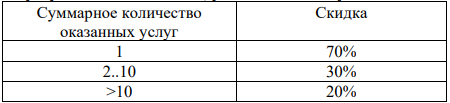 Суммарное количество Скидка
оказанных услуг
1 70%
2..10 30%
>10 20%